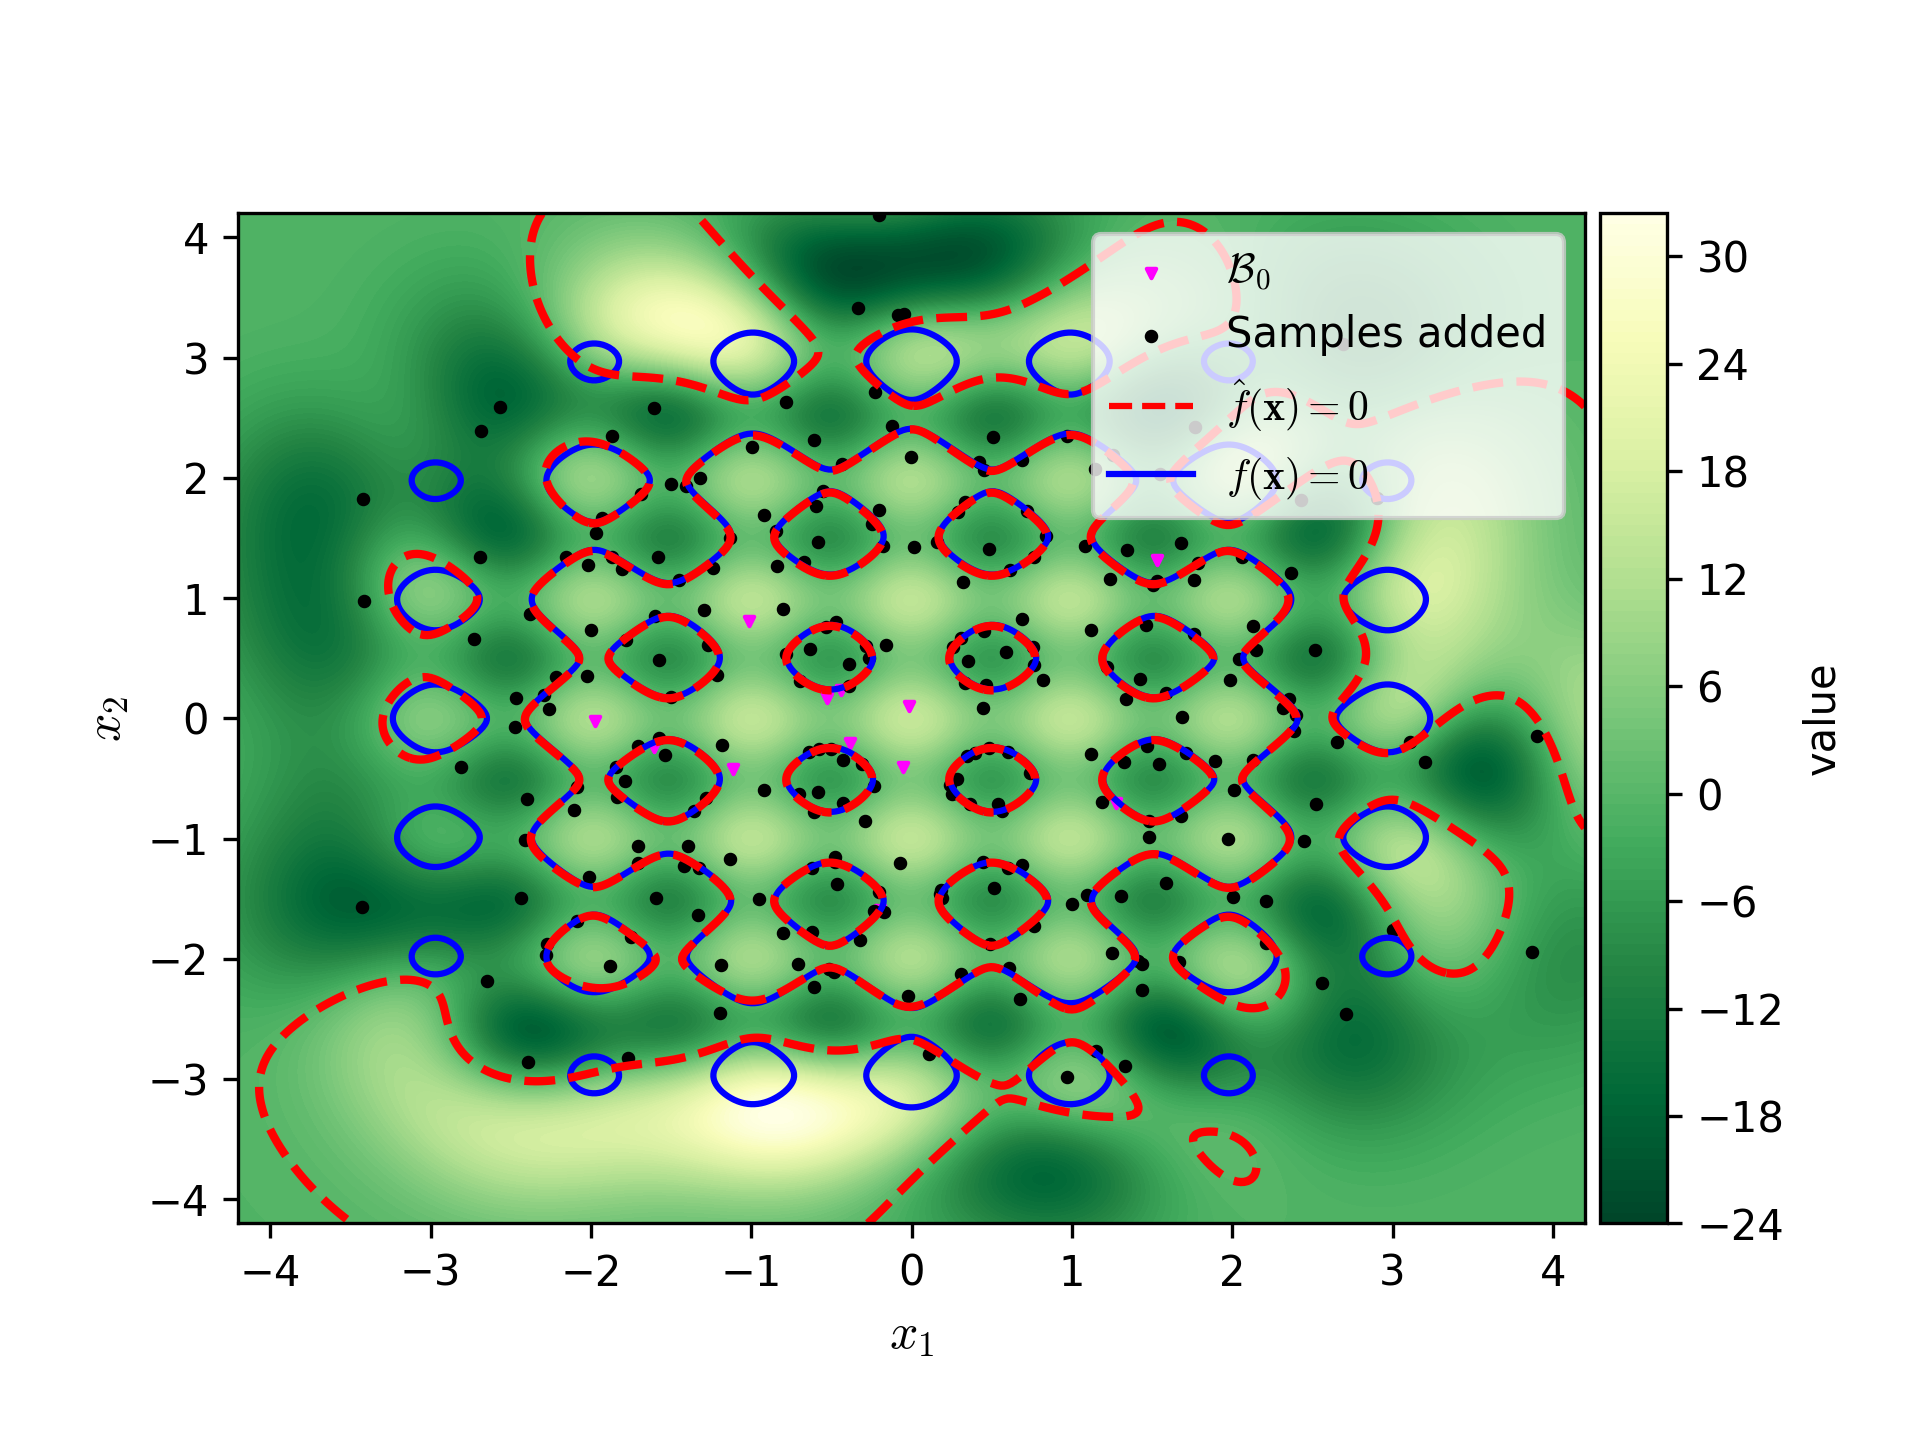 4
3
2
1
0
−1
−2
−3
−4
−4 −3 −2 −1 0 1 2 3 4
x₁
x₂
ℬ₀
Samples added
f̂(𝐱) = 0
f(𝐱) = 0
30
24
18
12
6
0
−6
−12
−18
−24
value